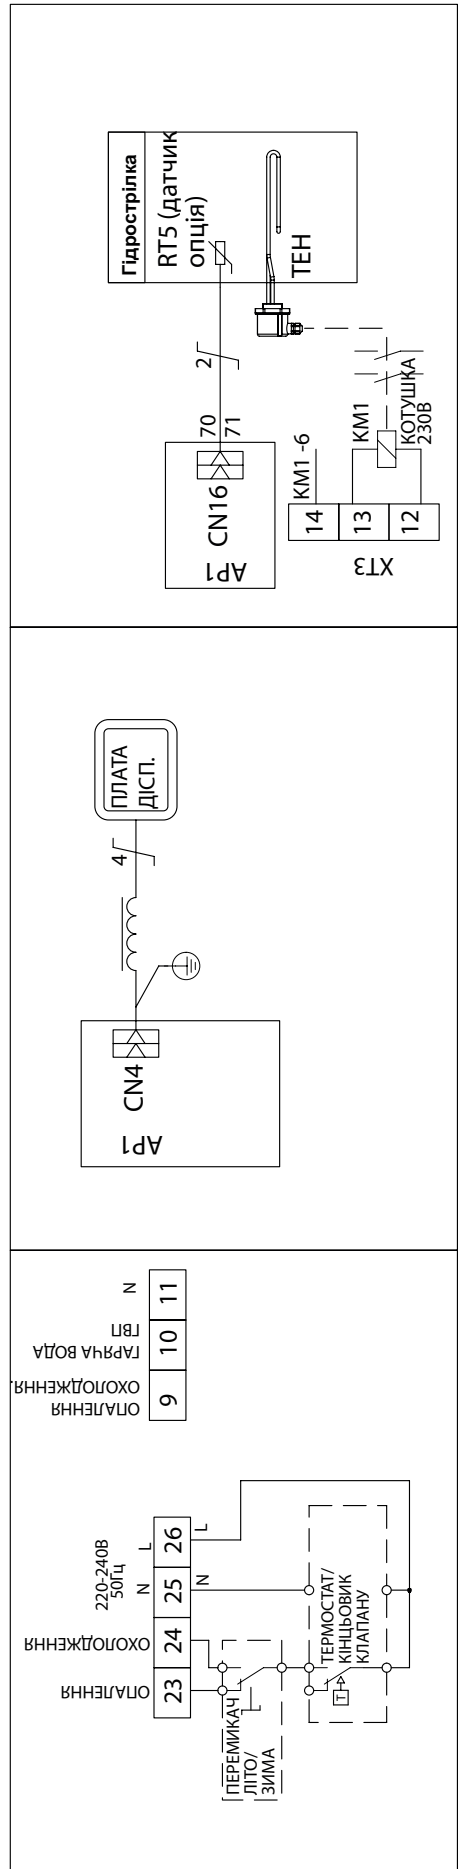 Гідрострілка
RT5 (датчик
опція)
ТЕН
2
70
71
CN16
AP1
КМ1 -6
КМ1
КОТУШКА
230В
14
13
12
XT3
ПЛАТА
ДІСП.
4
CN4
AP1
N
ГВП
ГАРЯЧА ВОДА
ОХОЛОДЖЕННЯ.
ОПАЛЕННЯ
9
10
11
220-240В
50Гц
L
N
ОХОЛОДЖЕННЯ
ОПАЛЕННЯ
23
24
25
26
L
N
ПЕРЕМИКАЧ
ЛІТО/
ЗИМА
ТЕРМОСТАТ/
КІНЦЬОВИК
КЛАПАНУ
T